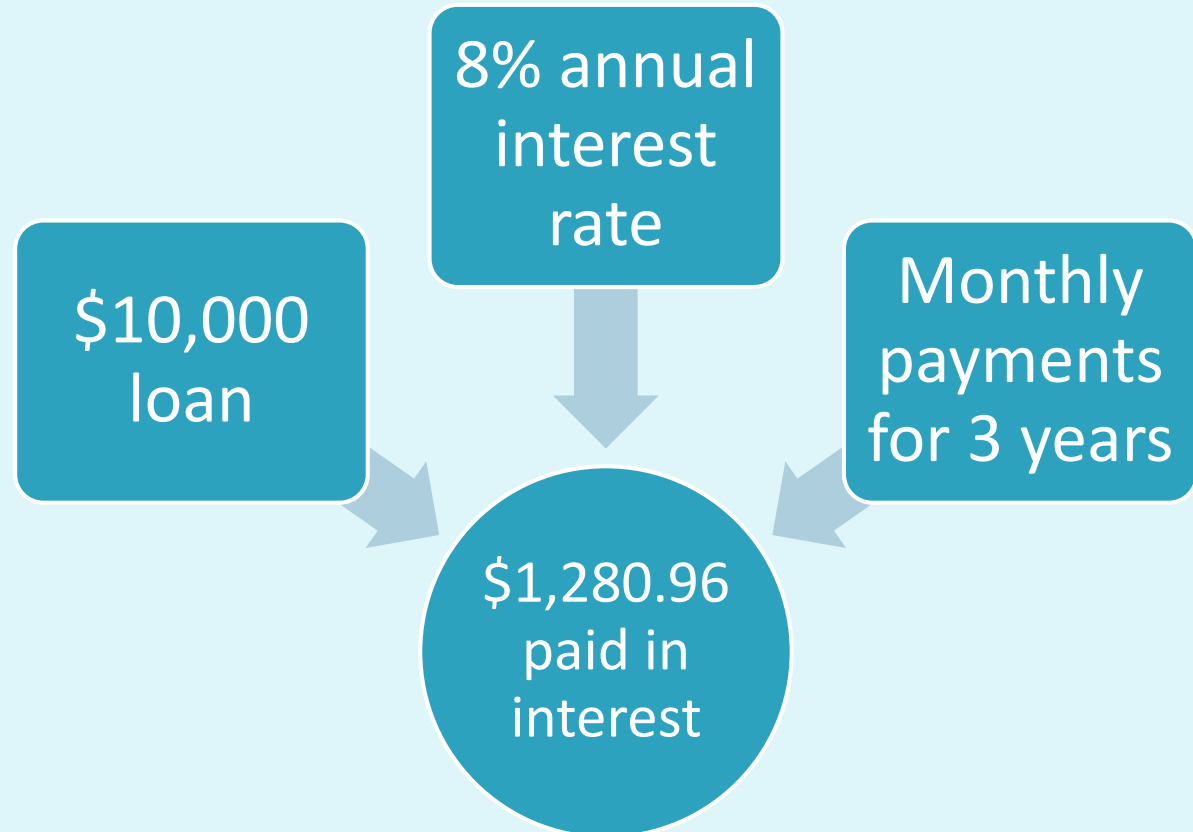 $10,000
loan
8% annual
interest
rate
Monthly
payments
for 3 years
$1,280.96
paid in
interest